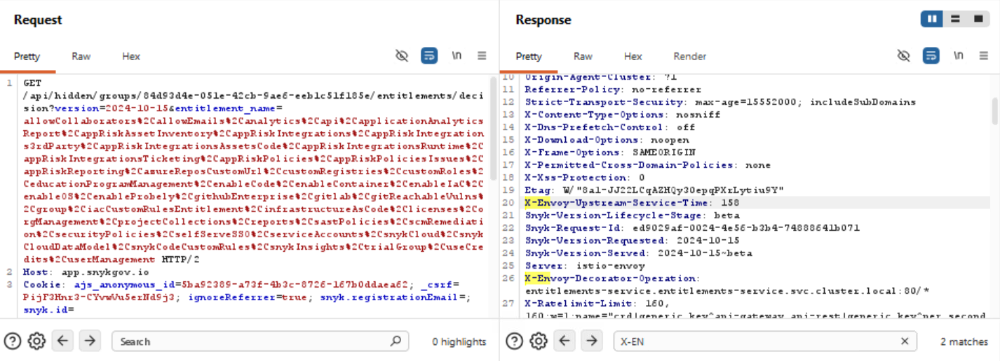 Request
Pretty Raw Hex \n
1 GET
/api/hidden/groups/84d93d4e-051e-42cb-9ae6-eeb1c51f185e/entitlements/deci
sion?version=2024-10-15&entitlement_name=
allowCollaborators%2CallowEmails%2Canalytics%2Capi%2CapplicationAnalytics
Report%2CappRiskAssetInventory%2CappRiskIntegrations%2CappRiskIntegration
s3rdParty%2CappRiskIntegrationsAssetsCode%2CappRiskIntegrationsRuntime%2C
appRiskIntegrationsTicketing%2CappRiskPolicies%2CappRiskPoliciesIssues%2C
appRiskReporting%2CazureReposCustomUrl%2CcustomRegistries%2CcustomRoles%2
CeducationProgramManagement%2CenableCode%2CenableContainer%2CenableIaC%2C
enableOS%2CenableProbely%2CgithubEnterprise%2Cgitlab%2CgitReachableVulns%
2Cgroup%2CiacCustomRulesEntitlement%2CinfrastructureAsCode%2Clicenses%2Co
rgManagement%2CprojectCollections%2Creports%2CsastPolicies%2CscmRemediati
on%2CsecurityPolicies%2CselfServeSSO%2CserviceAccounts%2CsnykCloud%2Csnyk
CloudDataModel%2CsnykCodeCustomRules%2CsnykInsights%2CtrialGroup%2CuseCre
dits%2CuserManagement HTTP/2
2 Host: app.snykgov.io
3 Cookie: ajs_anonymous_id=5ba92389-a73f-4b3c-8726-167b0ddaea62; _csrf=
PijF3Hnr3-CYvwVu5erNd9j3; ignoreReferrer=true; snyk.registrationEmail=;
snyk.id=
Search 0 highlights
Response
Pretty Raw Hex Render \n
10 Origin-Agent-Cluster: ?1
11 Referrer-Policy: no-referrer
12 Strict-Transport-Security: max-age=15552000; includeSubDomains
13 X-Content-Type-Options: nosniff
14 X-Dns-Prefetch-Control: off
15 X-Download-Options: noopen
16 X-Frame-Options: SAMEORIGIN
17 X-Permitted-Cross-Domain-Policies: none
18 X-Xss-Protection: 0
19 Etag: W/"8a1-JJ22LCqAZHQy30epqPXrLytiu9Y"
20 X-Envoy-Upstream-Service-Time: 158
21 Snyk-Version-Lifecycle-Stage: beta
22 Snyk-Request-Id: ed9029af-0024-4e56-b3b4-74888641b071
23 Snyk-Version-Requested: 2024-10-15
24 Snyk-Version-Served: 2024-10-15~beta
25 Server: istio-envoy
26 X-Envoy-Decorator-Operation:
entitlements-service.entitlements-service.svc.cluster.local:80/*
27 X-Ratelimit-Limit: 160,
160;w=1;name="crd|generic_key^api-gateway_api-rest|generic_key^per_second
X-EN 2 matches